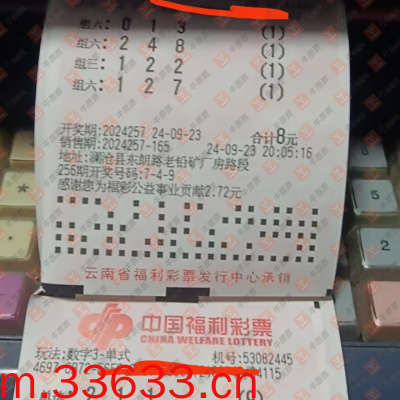 组六: 0 1 3 (1)
组六: 2 4 8 (1)
组三: 1 2 2 (1)
组六: 1 2 7 (1)
开奖期:2024257 24-09-23 合计8元
销售期:2024257-165 24-09-23 20:05:16
地址:澜沧县东朗路老铅矿厂房路段
256期开奖号码:7-4-9
感谢您为福彩公益事业贡献2.72元
云南省福利彩票发行中心承销
中国福利彩票
CHINA WELFARE LOTTERY
玩法:数字3-单式 机号:53082445
m.33633.cn